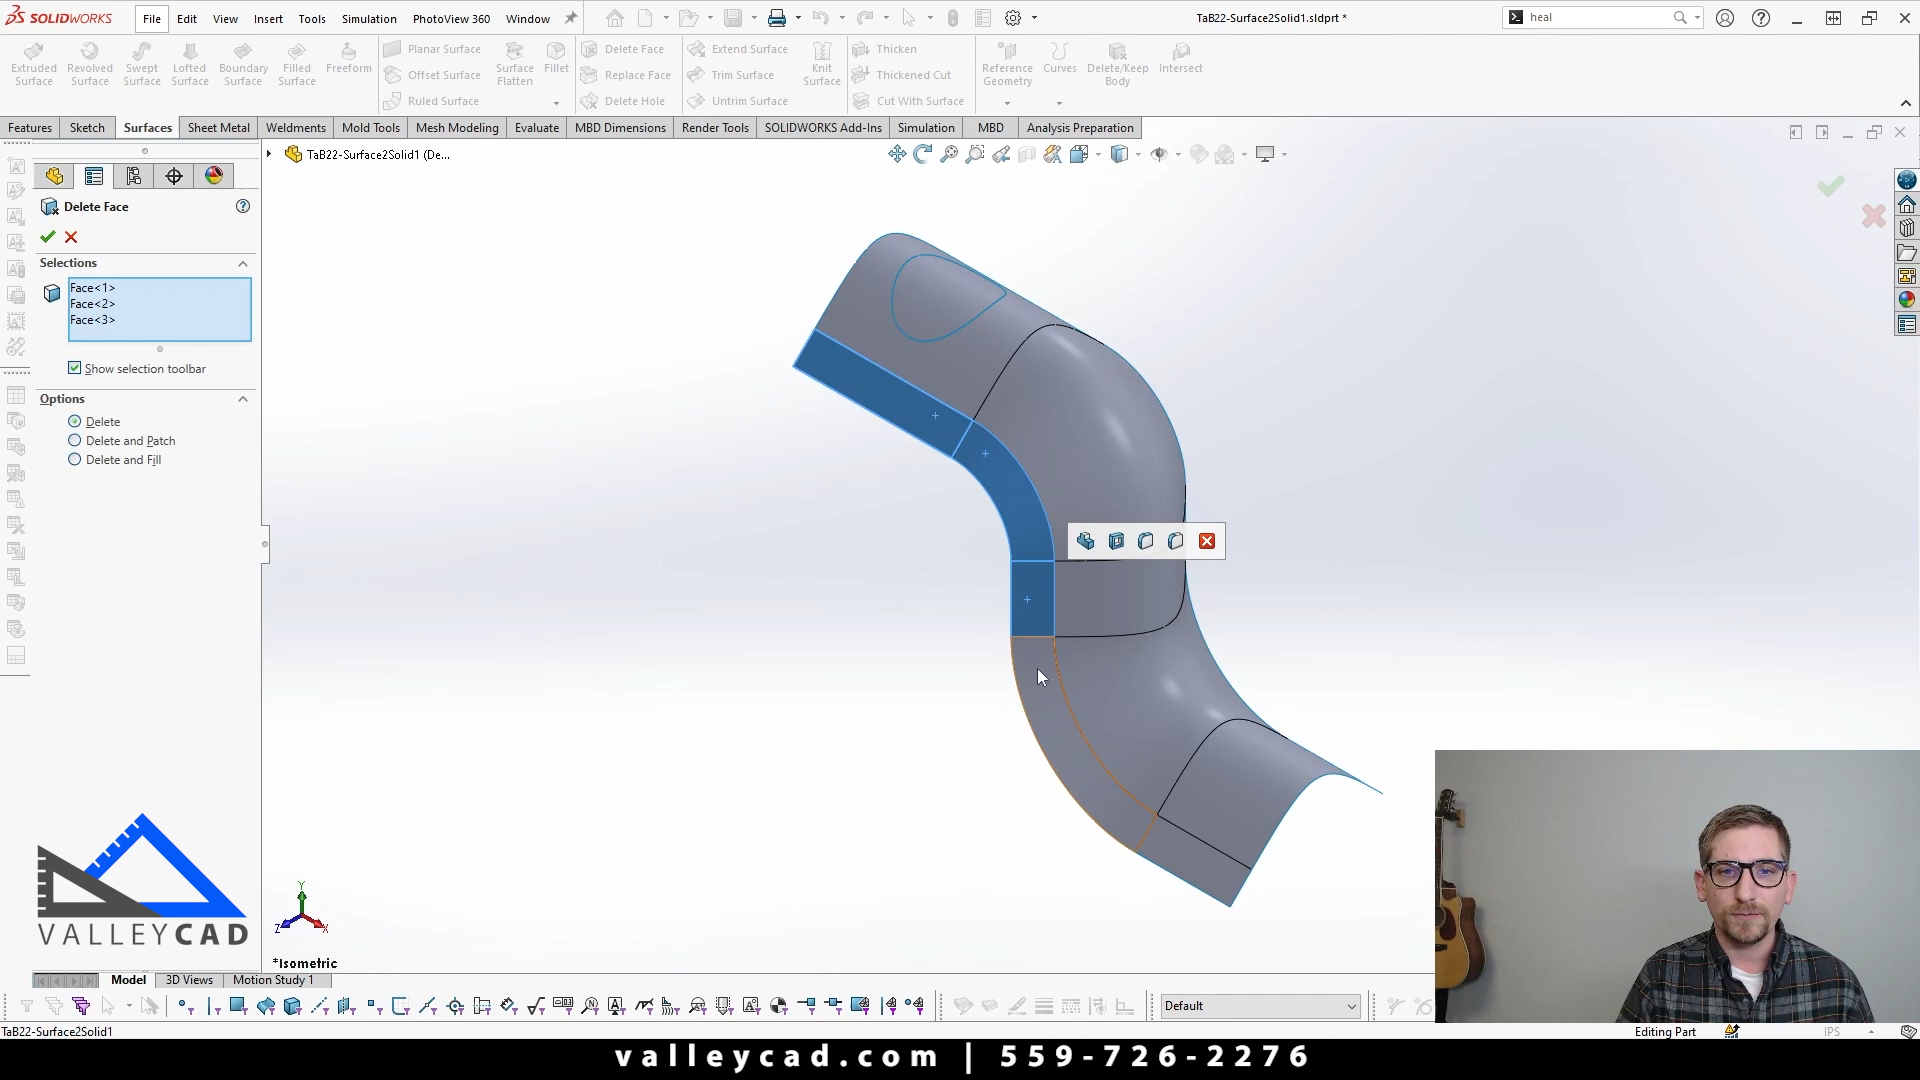 SOLIDWORKS
File Edit View Insert Tools Simulation PhotoView 360 Window
TaB22-Surface2Solid1.sldprt *
heal
Extruded Surface
Revolved Surface
Swept Surface
Lofted Surface
Boundary Surface
Filled Surface
Freeform
Planar Surface
Offset Surface
Ruled Surface
Surface Flatten
Fillet
Delete Face
Replace Face
Delete Hole
Extend Surface
Trim Surface
Untrim Surface
Knit Surface
Thicken
Thickened Cut
Cut With Surface
Reference Geometry
Curves
Delete/Keep Body
Intersect
Features Sketch Surfaces Sheet Metal Weldments Mold Tools Mesh Modeling Evaluate MBD Dimensions Render Tools SOLIDWORKS Add-Ins Simulation MBD Analysis Preparation
TaB22-Surface2Solid1 (De...
Delete Face
Selections
Face<1>
Face<2>
Face<3>
Show selection toolbar
Options
Delete
Delete and Patch
Delete and Fill
VALLEYCAD
Y
Z
X
*Isometric
Model 3D Views Motion Study 1
Default
TaB22-Surface2Solid1
Editing Part
IPS
valleycad.com | 559-726-2276